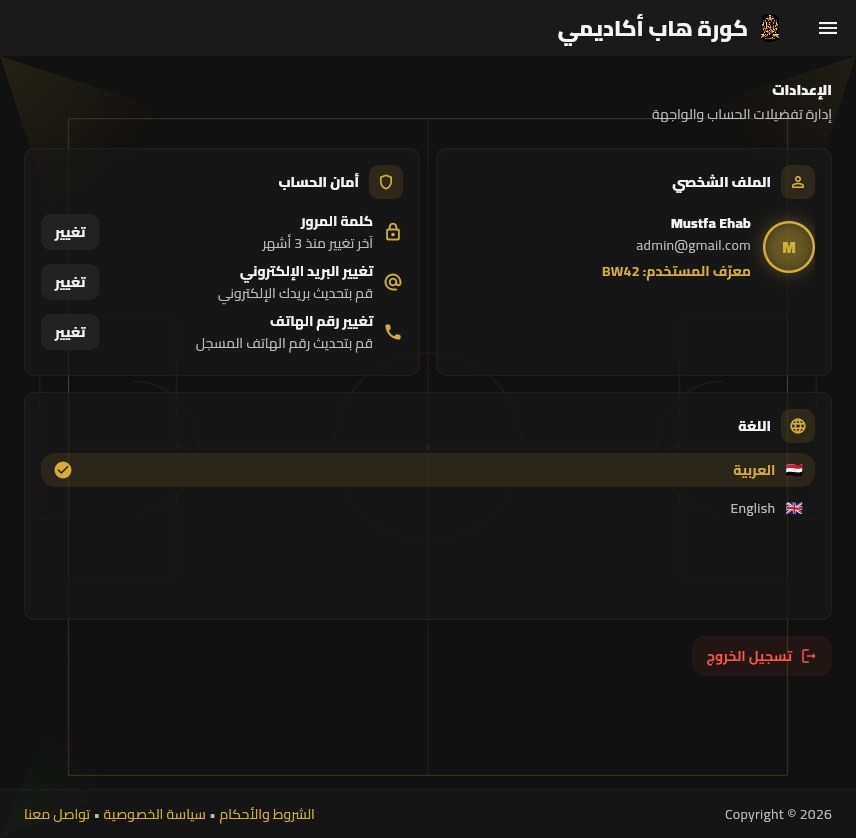 كورة هاب أكاديمي
الإعدادات
إدارة تفضيلات الحساب والواجهة
الملف الشخصي
M
Mustfa Ehab
admin@gmail.com
معرّف المستخدم: BW42
أمان الحساب
كلمة المرور
آخر تغيير منذ 3 أشهر
تغيير
تغيير البريد الإلكتروني
قم بتحديث بريدك الإلكتروني
تغيير
تغيير رقم الهاتف
قم بتحديث رقم الهاتف المسجل
تغيير
اللغة
العربية
English
تسجيل الخروج
Copyright © 2026
الشروط والأحكام • سياسة الخصوصية • تواصل معنا